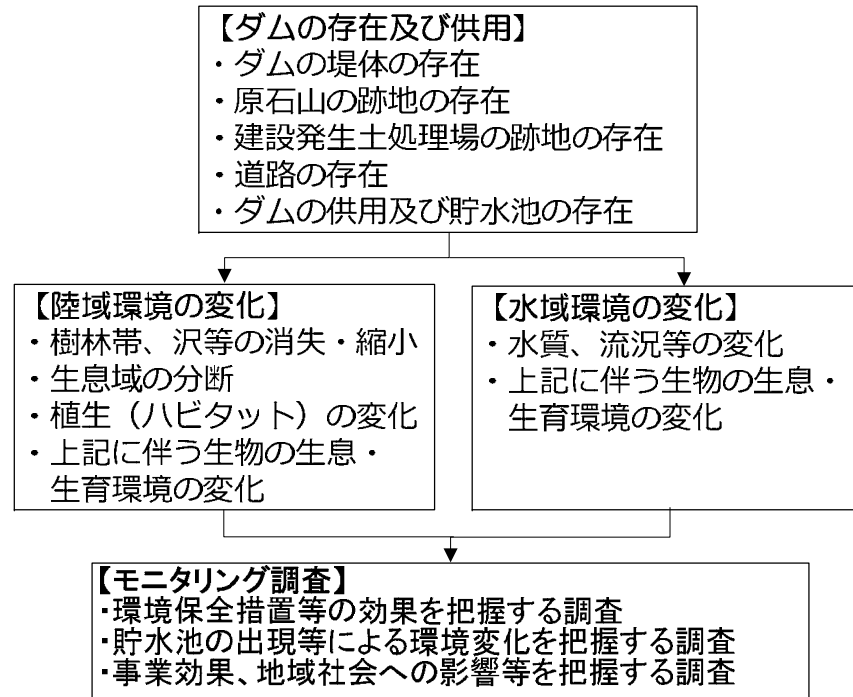 【ダムの存在及び供用】
・ダムの堤体の存在
・原石山の跡地の存在
・建設発生土処理場の跡地の存在
・道路の存在
・ダムの供用及び貯水池の存在
【陸域環境の変化】
・樹林帯、沢等の消失・縮小
・生息域の分断
・植生（ハビタット）の変化
・上記に伴う生物の生息・
生育環境の変化
【水域環境の変化】
・水質、流況等の変化
・上記に伴う生物の生息・
生育環境の変化
【モニタリング調査】
・環境保全措置等の効果を把握する調査
・貯水池の出現等による環境変化を把握する調査
・事業効果、地域社会への影響等を把握する調査